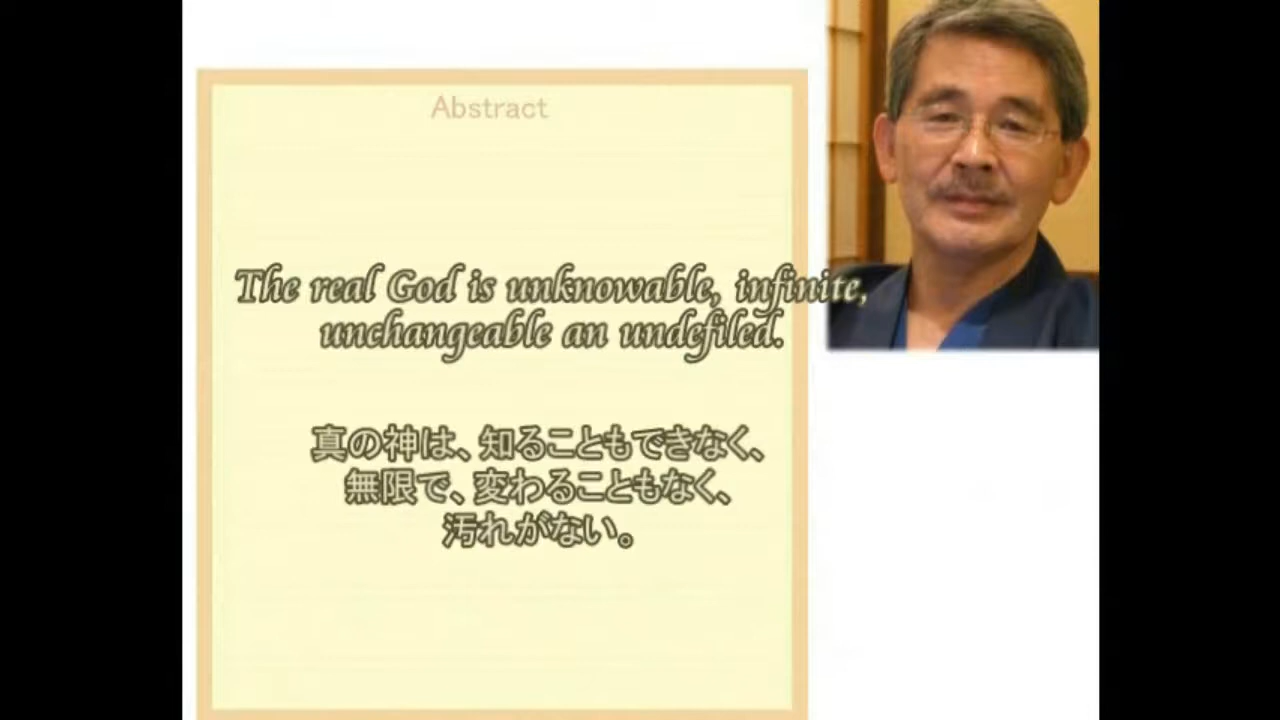 Abstract
The real God is unknowable, infinite,
unchangeable an undefiled.
真の神は、知ることもできなく、
無限で、変わることもなく、
汚れがない。